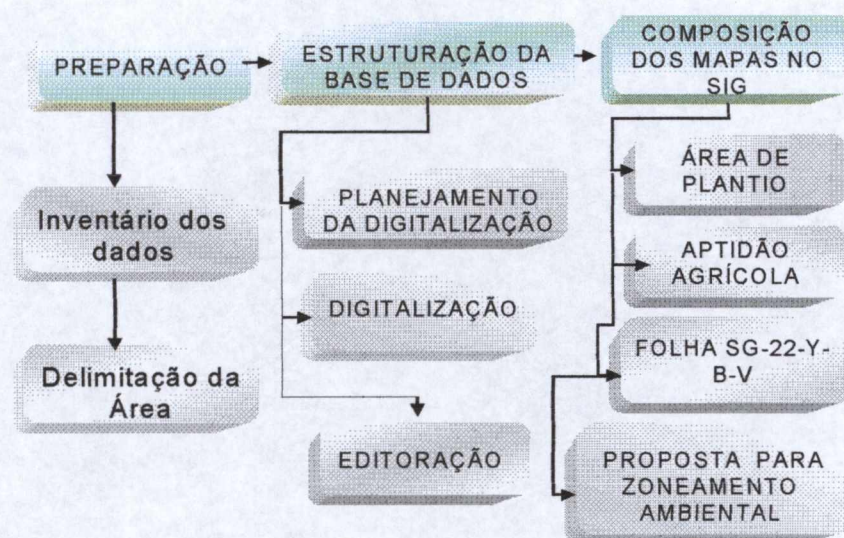 PREPARAÇÃO
ESTRUTURAÇÃO DA
BASE DE DADOS
COMPOSIÇÃO
DOS MAPAS NO
SIG
Inventário dos
dados
Delimitação da
Área
PLANEJAMENTO
DA DIGITALIZAÇÃO
DIGITALIZAÇÃO
EDITORAÇÃO
ÁREA DE
PLANTIO
APTIDÃO
AGRÍCOLA
FOLHA SG-22-Y-
B-V
PROPOSTA PARA
ZONEAMENTO
AMBIENTAL